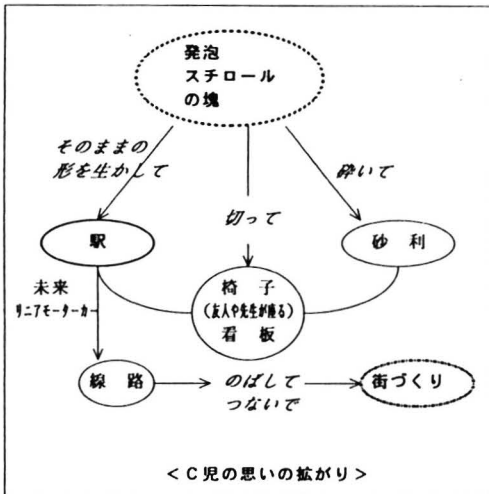 発泡
スチロール
の塊
そのままの
形を生かして
砕いて
切って
駅
砂利
未来
リニアモーターカ
椅子
(友人や先生が座る)
看板
線路
のばして
つないで
街づくり
<C児の思いの拡がり>